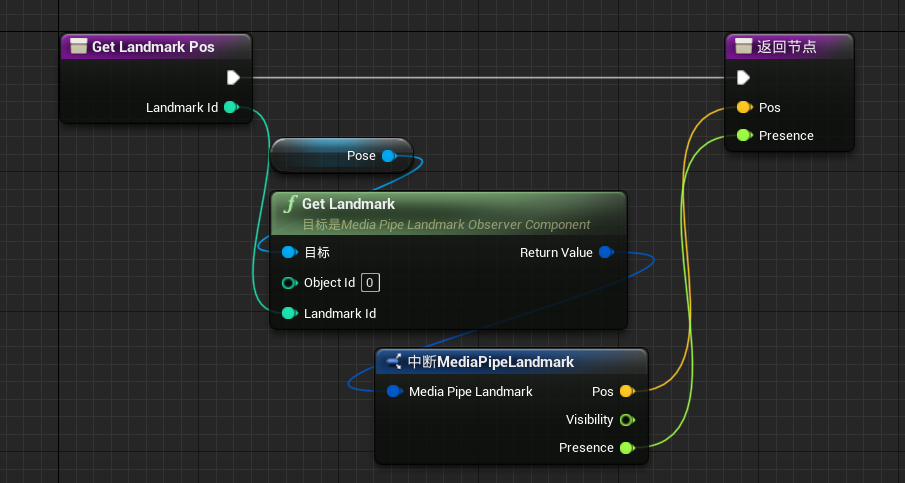 Get Landmark Pos
Landmark Id
返回节点
Pos
Presence
Pose
f Get Landmark
目标是Media Pipe Landmark Observer Component
目标
Return Value
Object Id 0
Landmark Id
中断MediaPipeLandmark
Media Pipe Landmark
Pos
Visibility
Presence